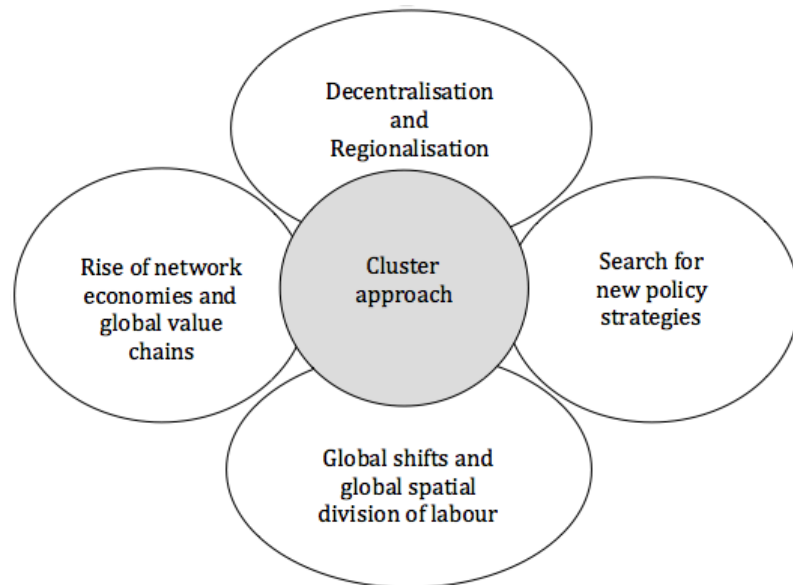 Decentralisation
and
Regionalisation
Rise of network
economies and
global value
chains
Cluster
approach
Search for
new policy
strategies
Global shifts and
global spatial
division of labour